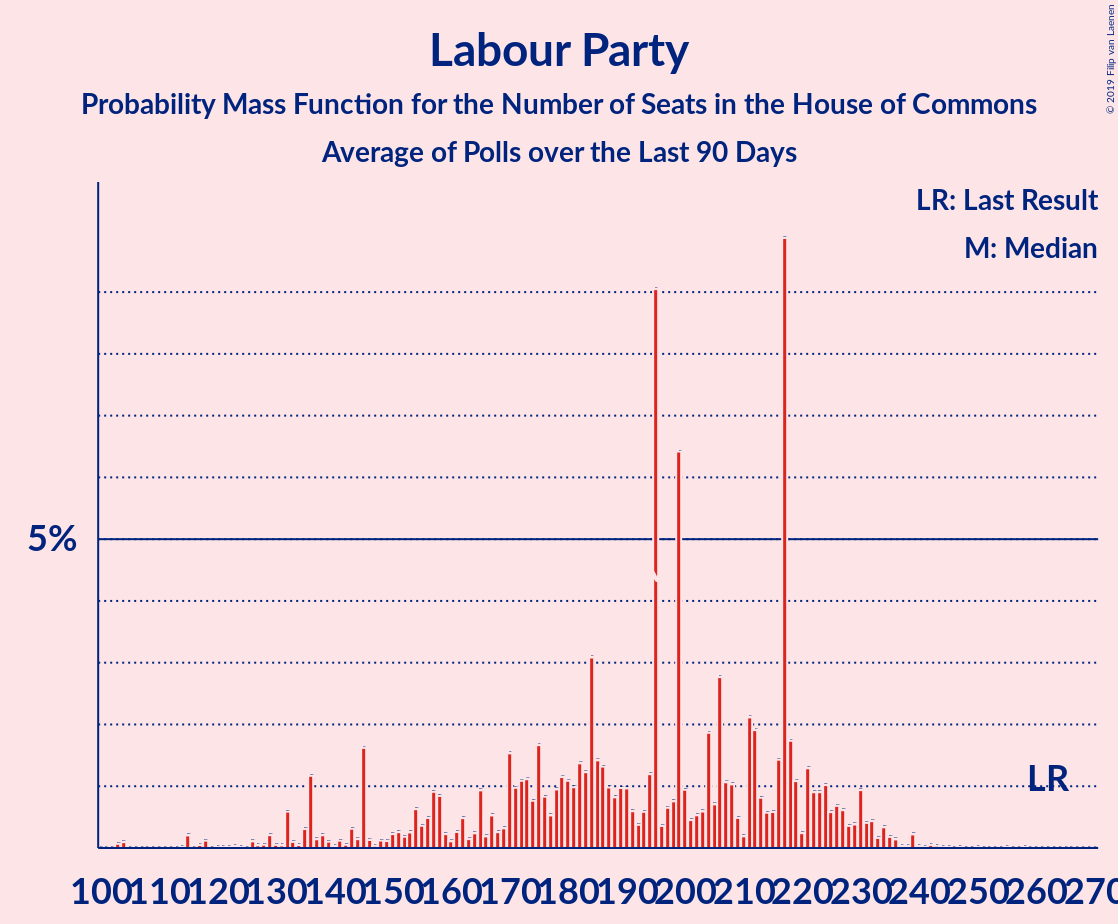 Labour Party
Probability Mass Function for the Number of Seats in the House of Commons
Average of Polls over the Last 90 Days
© 2019 Filip van Laenen
LR: Last Result
M: Median
5%
LR
100 110 120 130 140 150 160 170 180 190 200 210 220 230 240 250 260 270